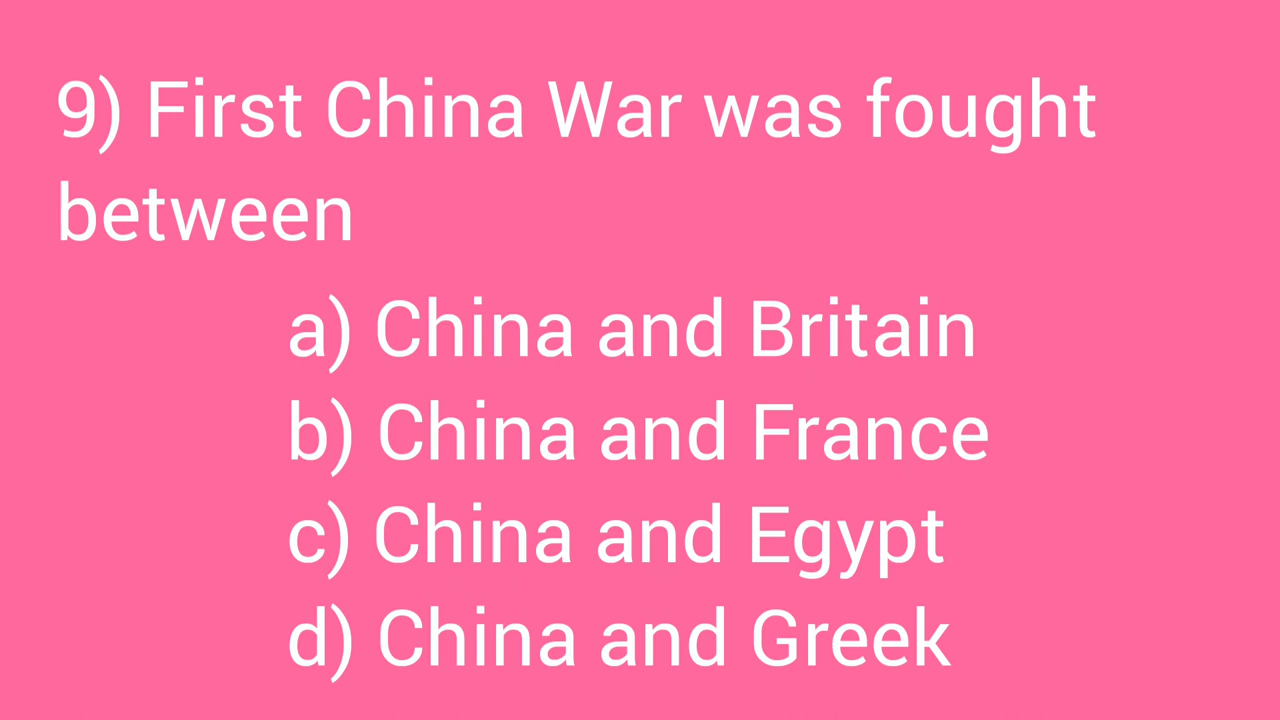 9) First China War was fought
between
a) China and Britain
b) China and France
c) China and Egypt
d) China and Greek